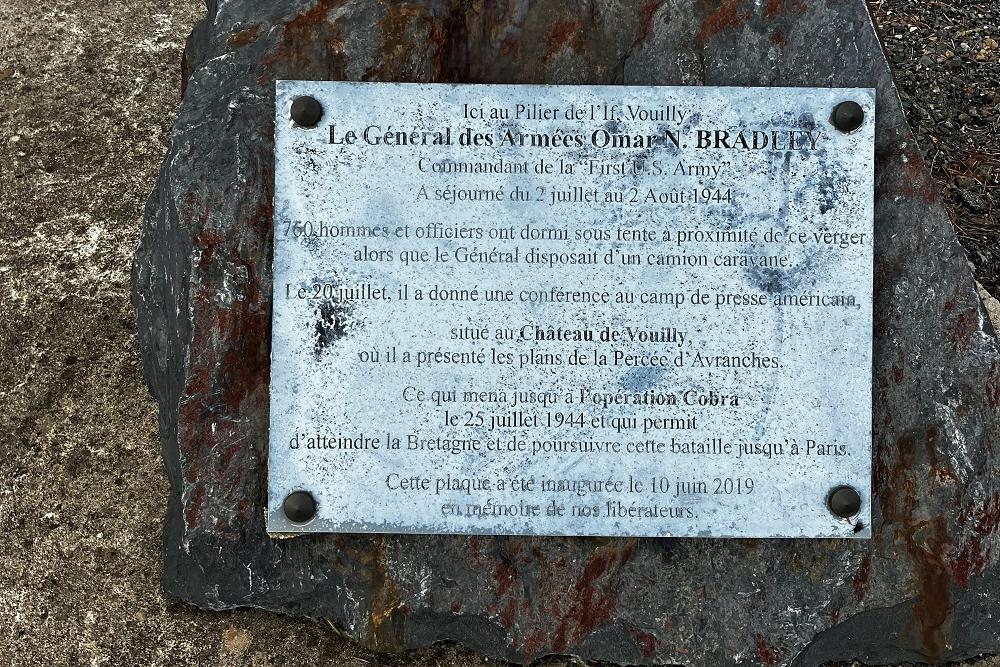 Ici au Pilier de l'If, Vouilly
Le Général des Armées Omar N. BRADLEY
Commandant de la "First U.S. Army"
A séjourné du 2 juillet au 2 Août 1944
760 hommes et officiers ont dormi sous tente à proximité de ce verger
alors que le Général disposait d'un camion caravane.
Le 20 juillet, il a donné une conférence au camp de presse américain,
situé au Château de Vouilly,
où il a présenté les plans de la Percée d'Avranches.
Ce qui mena jusqu'à l'opération Cobra
le 25 juillet 1944 et qui permit
d'atteindre la Bretagne et de poursuivre cette bataille jusqu'à Paris.
Cette plaque a été inaugurée le 10 juin 2019
en mémoire de nos libérateurs.